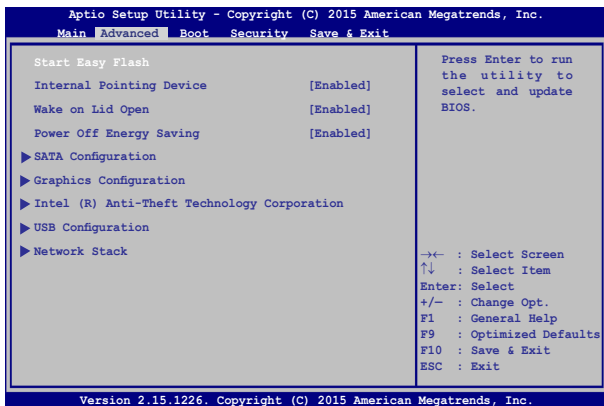 Aptio Setup Utility - Copyright (C) 2015 American Megatrends, Inc.
Main Advanced Boot Security Save & Exit
Start Easy Flash
Internal Pointing Device [Enabled]
Wake on Lid Open [Enabled]
Power Off Energy Saving [Enabled]
SATA Configuration
Graphics Configuration
Intel (R) Anti-Theft Technology Corporation
USB Configuration
Network Stack
Press Enter to run
the utility to
select and update
BIOS.
→← : Select Screen
↑↓ : Select Item
Enter: Select
+/— : Change Opt.
F1 : General Help
F9 : Optimized Defaults
F10 : Save & Exit
ESC : Exit
Version 2.15.1226. Copyright (C) 2015 American Megatrends, Inc.